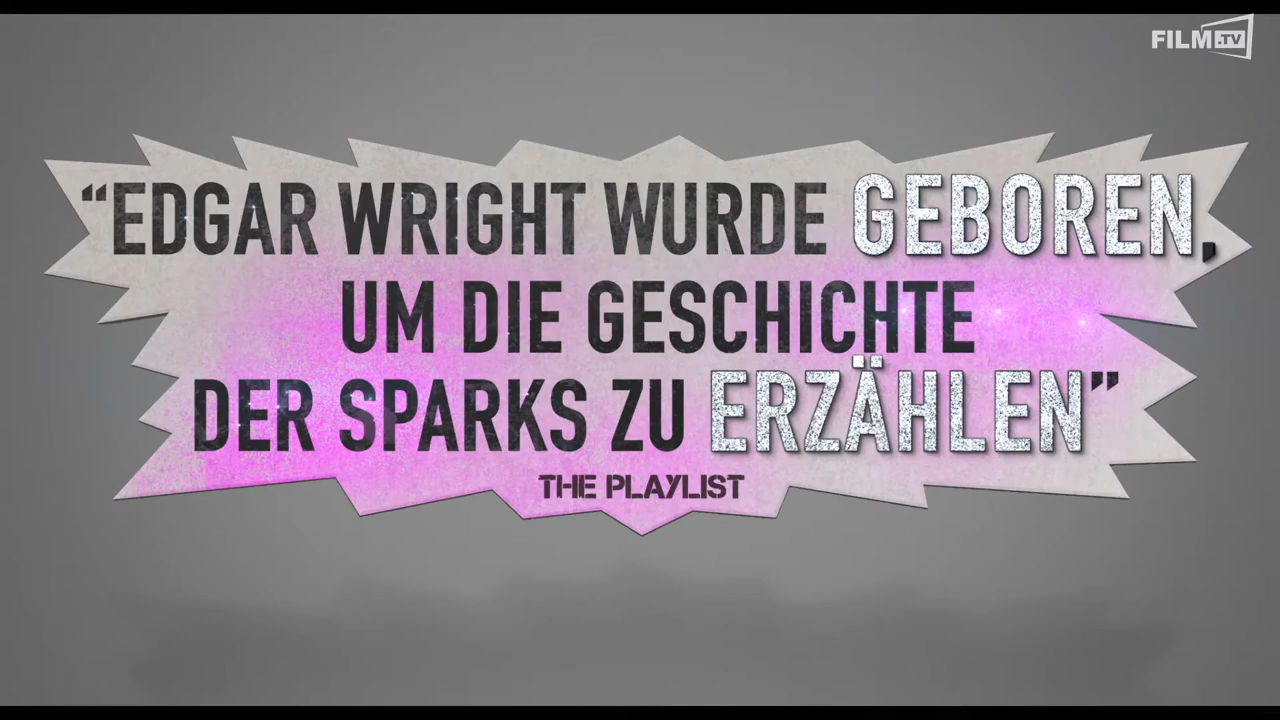 FILM.TV
“EDGAR WRIGHT WURDE GEBOREN,
UM DIE GESCHICHTE
DER SPARKS ZU ERZÄHLEN”
THE PLAYLIST